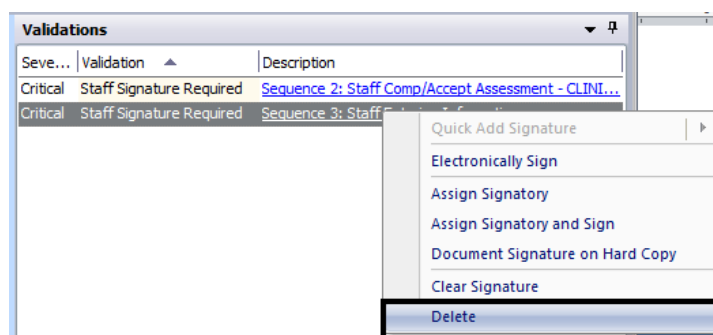 Validations
Seve... Validation Description
Critical Staff Signature Required Sequence 2: Staff Comp/Accept Assessment - CLINI...
Critical Staff Signature Required Sequence 3: Staff
Quick Add Signature
Electronically Sign
Assign Signatory
Assign Signatory and Sign
Document Signature on Hard Copy
Clear Signature
Delete